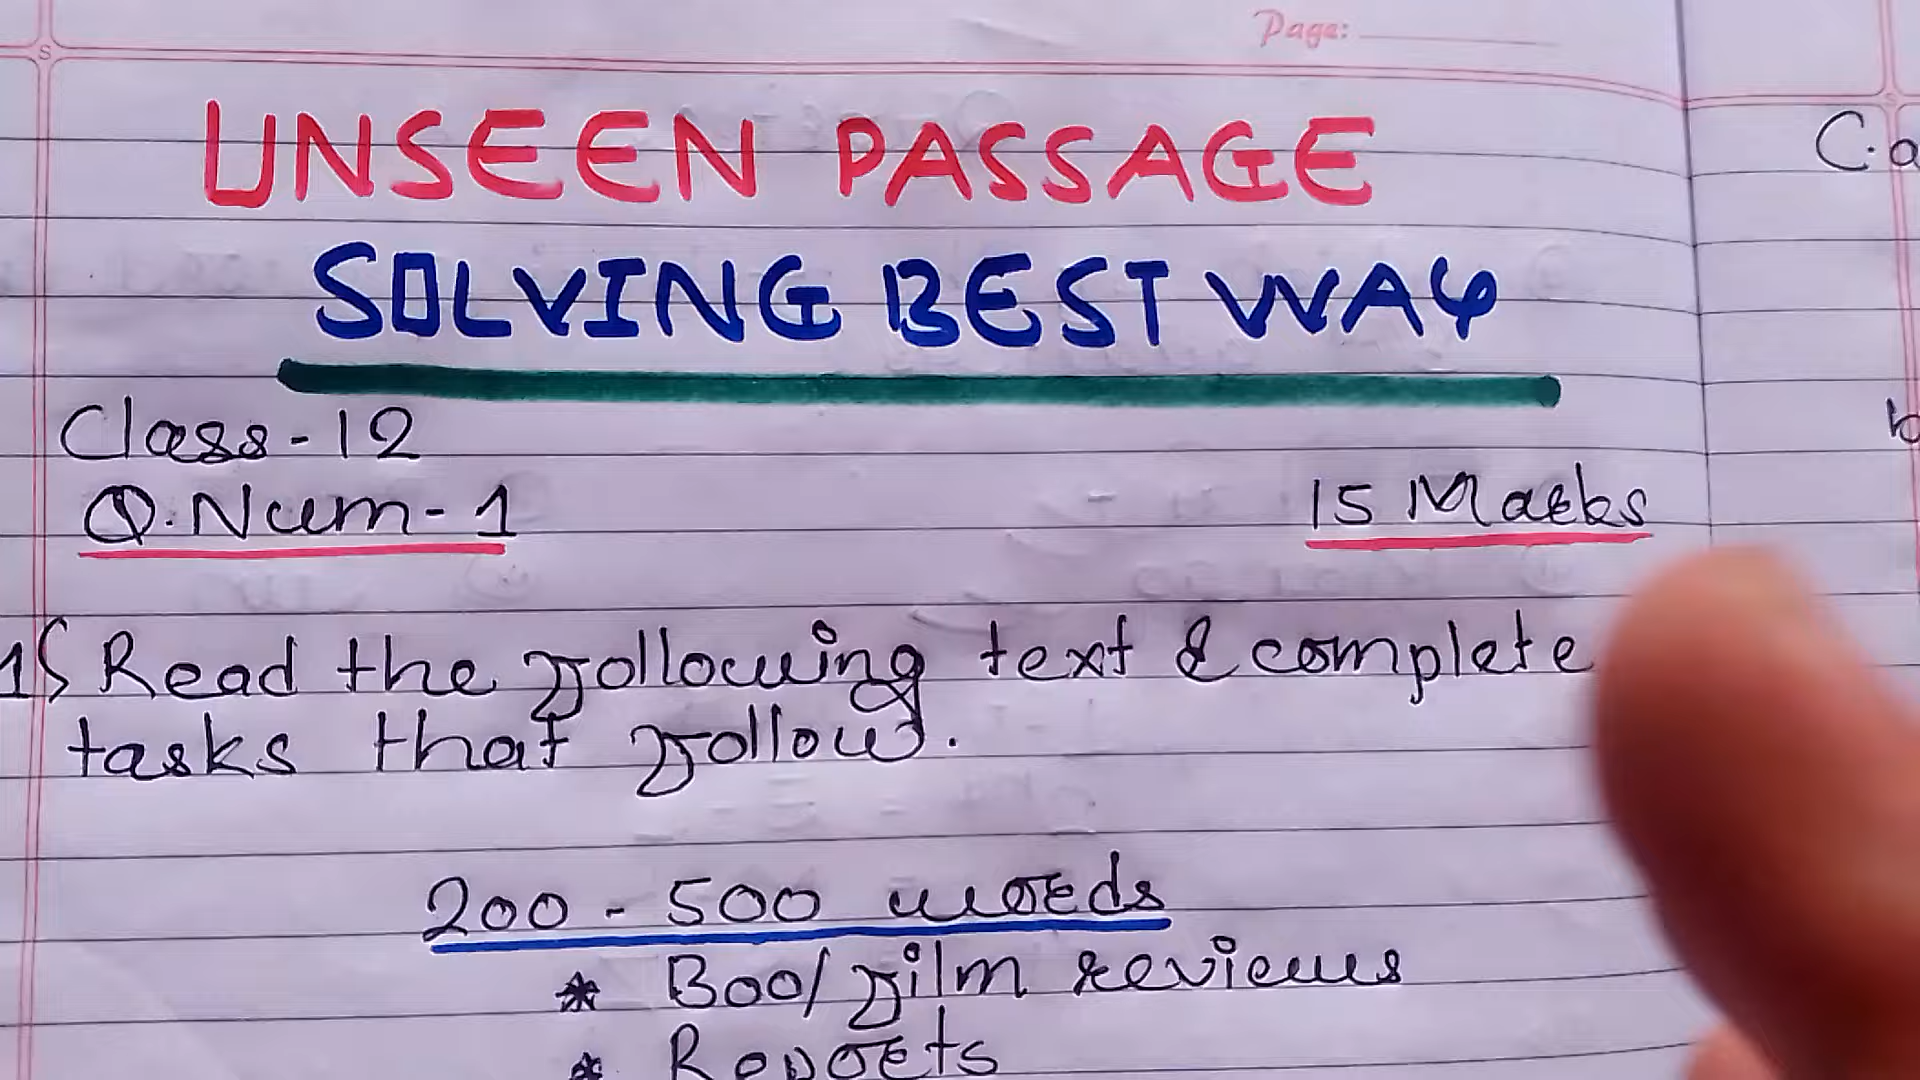 Page:
UNSEEN PASSAGE
SOLVING BEST WAY
Class-12
Q.Num-1
15 Marks
1) Read the following text & complete
tasks that follow.
200 - 500 words
* Boo/film reviews
* Reports
C.a
b